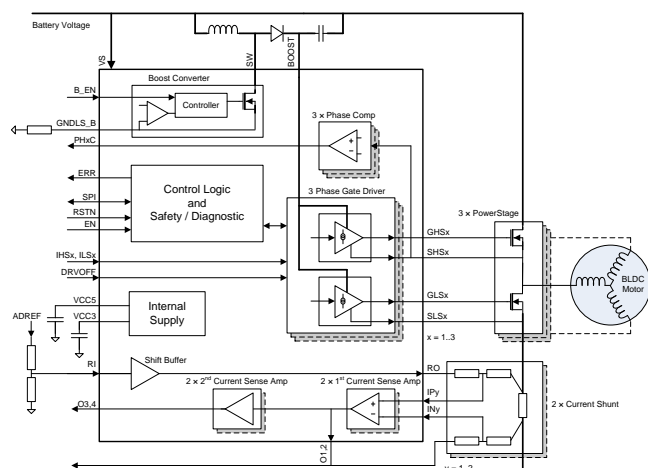 Battery Voltage
VS
SW
BOOST
Boost Converter
B_EN
Controller
GNDLS_B
3 × Phase Comp
PHxC
ERR
SPI
RSTN
EN
Control Logic
and
Safety / Diagnostic
3 Phase Gate Driver
3 × PowerStage
GHSx
SHSx
IHSx, ILSx
DRVOFF
GLSx
SLSx
BLDC
Motor
VCC5
VCC3
Internal
Supply
ADREF
x = 1..3
Shift Buffer
RI
RO
2 × 2nd Current Sense Amp
2 × 1st Current Sense Amp
IPy
INy
2 × Current Shunt
O3,4
O1,2